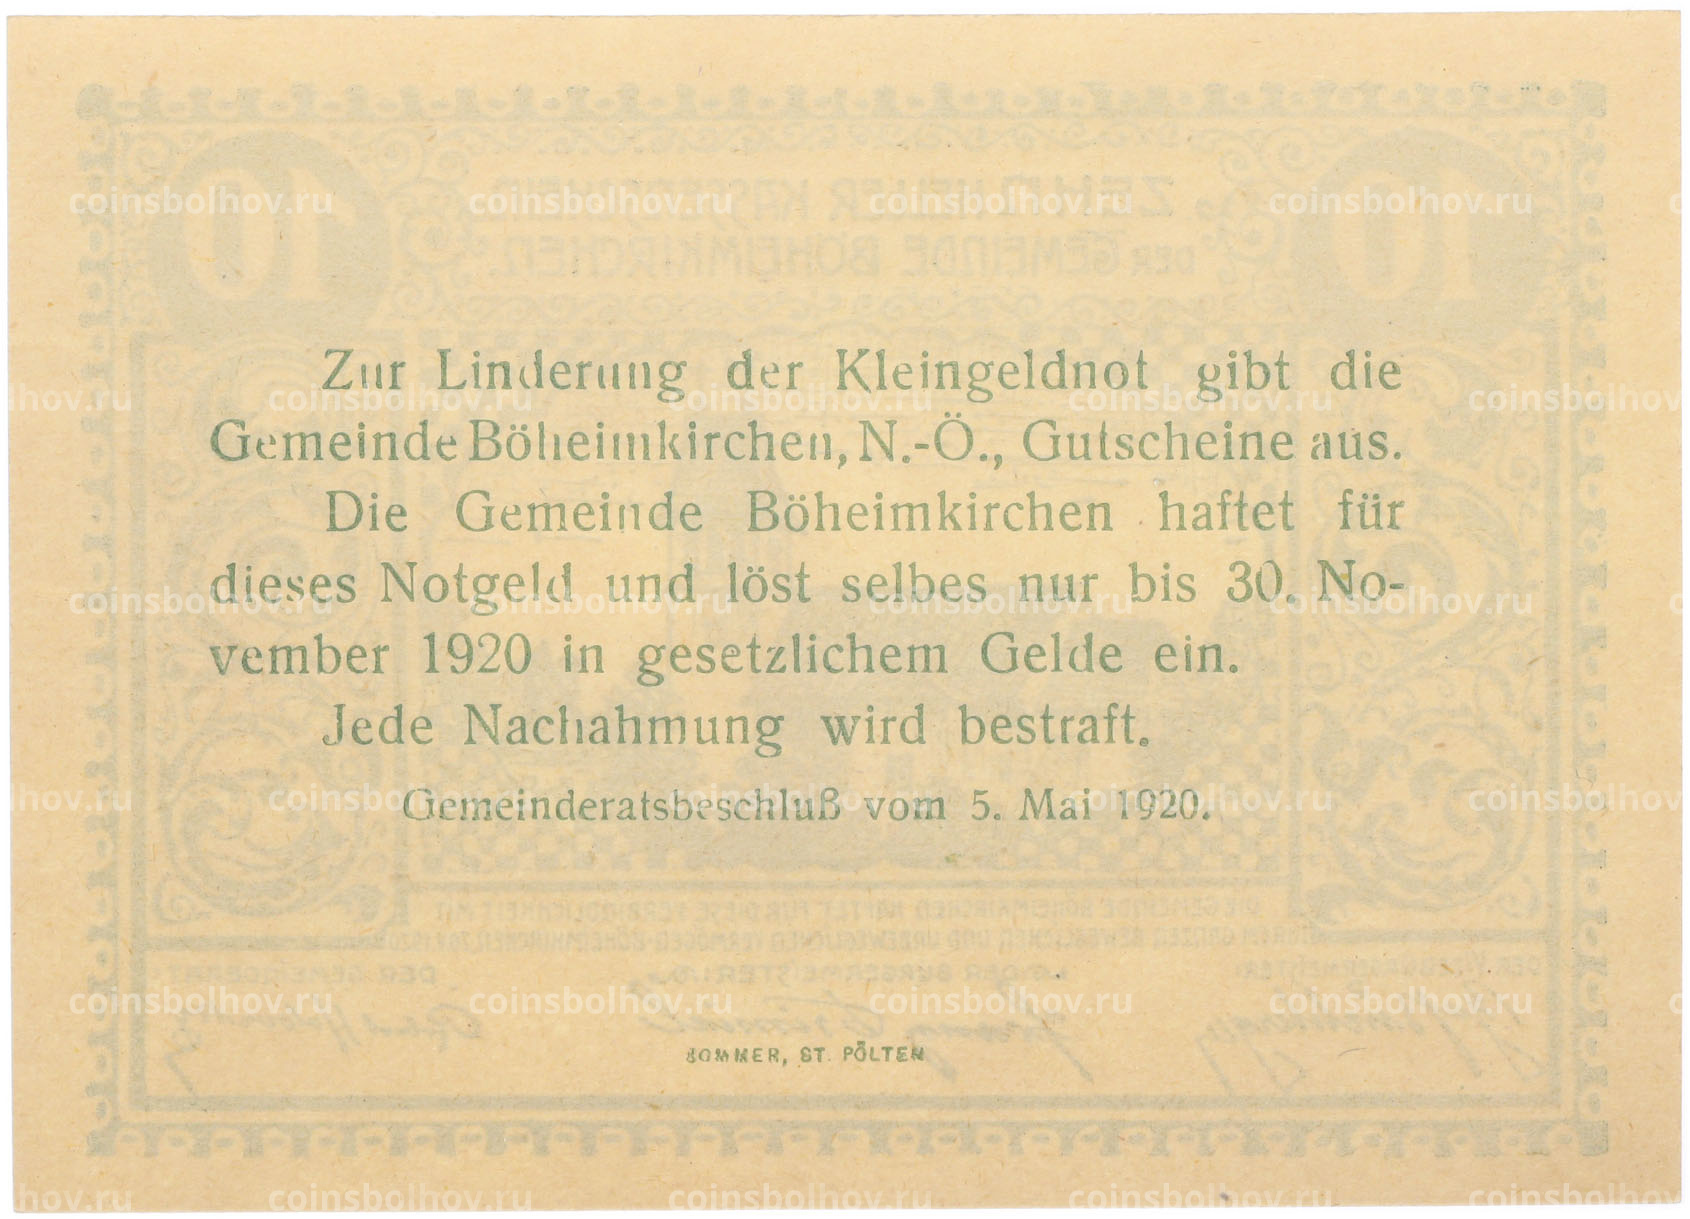 Zur Linderung der Kleingeldnot gibt die
Gemeinde Böheimkirchen, N.-Ö., Gutscheine aus.
Die Gemeinde Böheimkirchen haftet für
dieses Notgeld und löst selbes nur bis 30. No-
vember 1920 in gesetzlichem Gelde ein.
Jede Nachahmung wird bestraft.
Gemeinderatsbeschluß vom 5. Mai 1920.
SOMMER, ST. PÖLTEN
coinsbolhov.ru